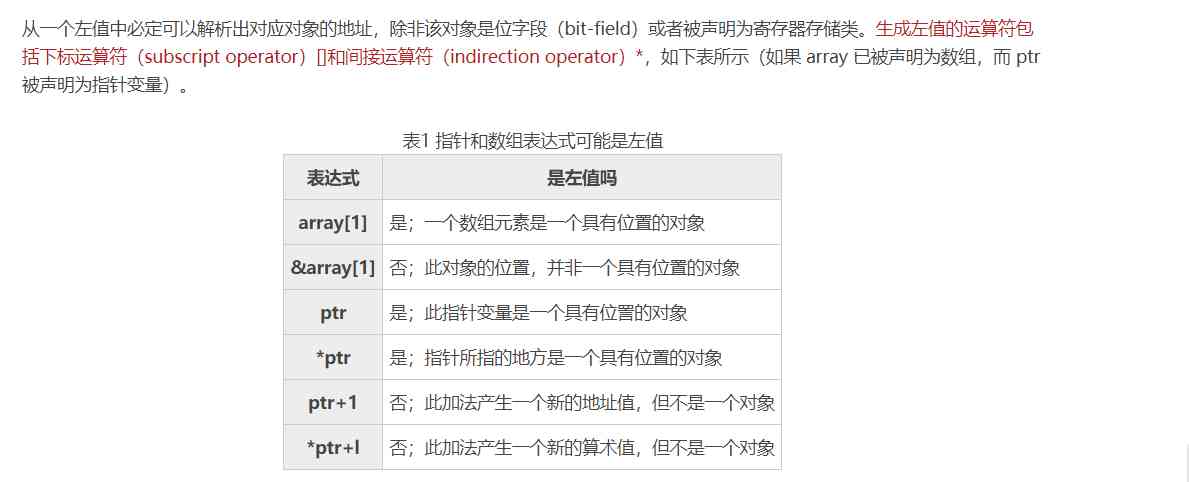 从一个左值中必定可以解析出对应对象的地址，除非该对象是位字段（bit-field）或者被声明为寄存器存储类。生成左值的运算符包
括下标运算符（subscript operator）[]和间接运算符（indirection operator）*，如下表所示（如果 array 已被声明为数组，而 ptr
被声明为指针变量）。
表1 指针和数组表达式可能是左值
表达式 是左值吗
array[1] 是；一个数组元素是一个具有位置的对象
&array[1] 否；此对象的位置，并非一个具有位置的对象
ptr 是；此指针变量是一个具有位置的对象
*ptr 是；指针所指的地方是一个具有位置的对象
ptr+1 否；此加法产生一个新的地址值，但不是一个对象
*ptr+l 否；此加法产生一个新的算术值，但不是一个对象